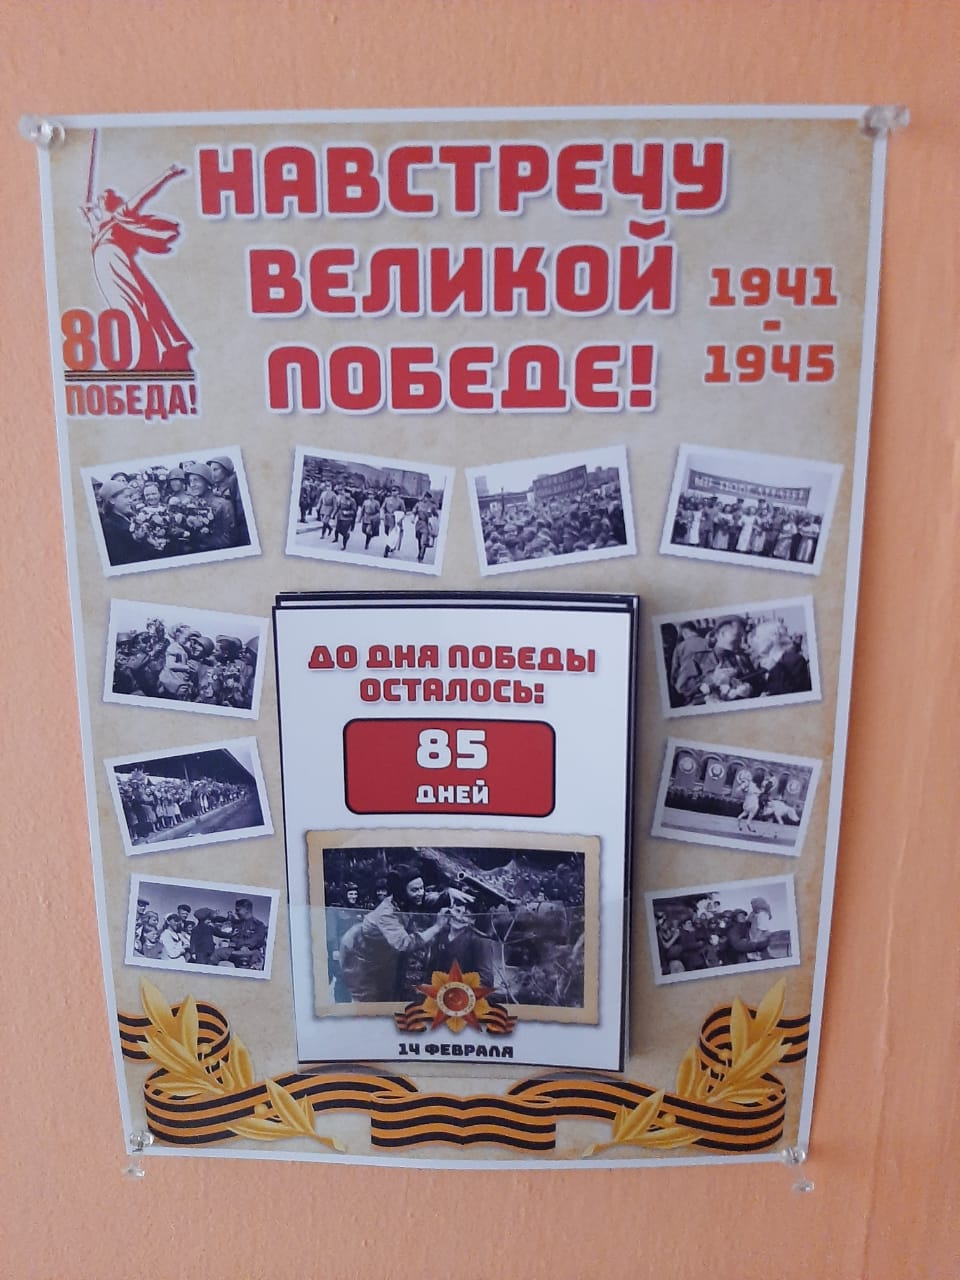 НАВСТРЕЧУ
ВЕЛИКОЙ
ПОБЕДЕ!
1941
-
1945
80
ПОБЕДА!
ДО ДНЯ ПОБЕДЫ
ОСТАЛОСЬ:
85
ДНЕЙ
14 ФЕВРАЛЯ